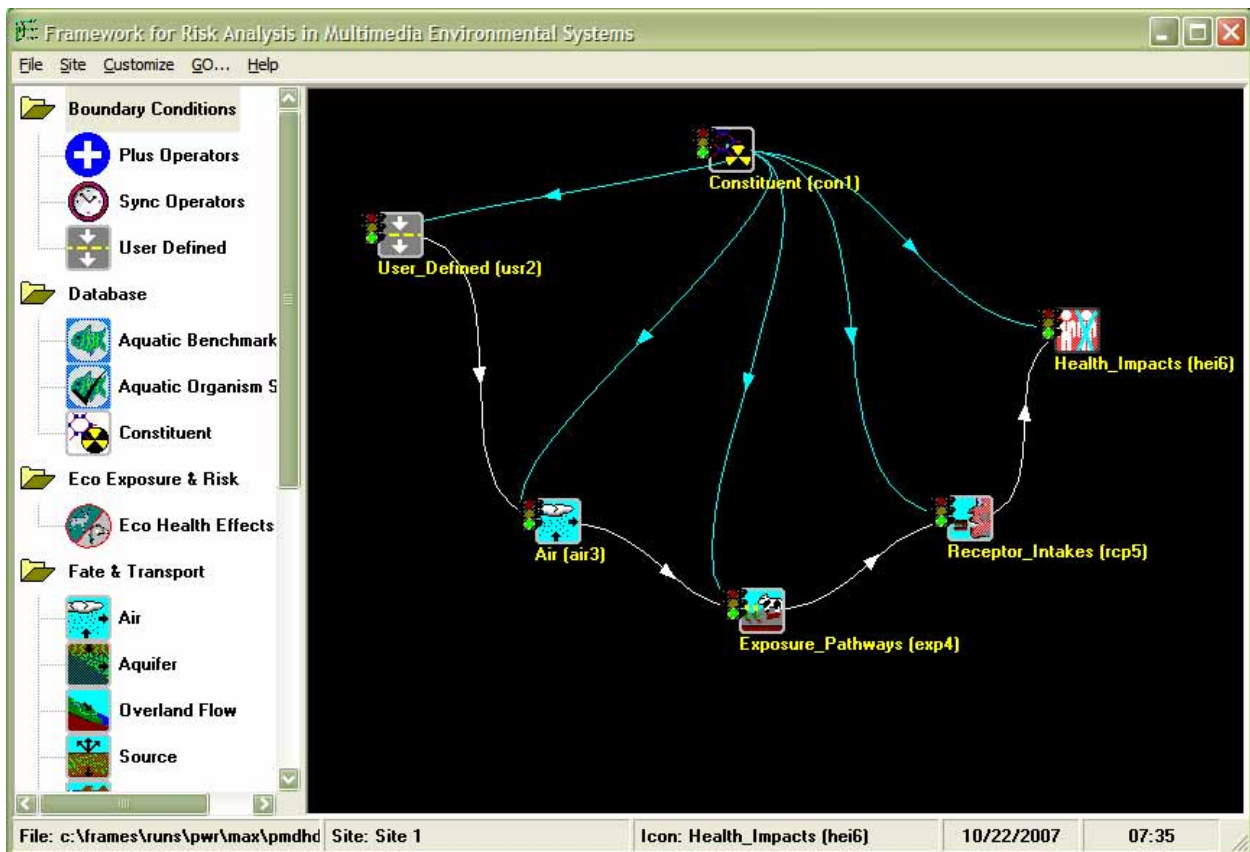 Framework for Risk Analysis in Multimedia Environmental Systems
File Site Customize GO... Help
Boundary Conditions
Plus Operators
Sync Operators
User Defined
Database
Aquatic Benchmark
Aquatic Organism S
Constituent
Eco Exposure & Risk
Eco Health Effects
Fate & Transport
Air
Aquifer
Overland Flow
Source
Constituent (con1)
User_Defined (usr2)
Health_Impacts (hei6)
Air (air3)
Receptor_Intakes (rcp5)
Exposure_Pathways (exp4)
File: c:\frames\runs\pwr\max\pmdhd Site: Site 1 Icon: Health_Impacts (hei6) 10/22/2007 07:35